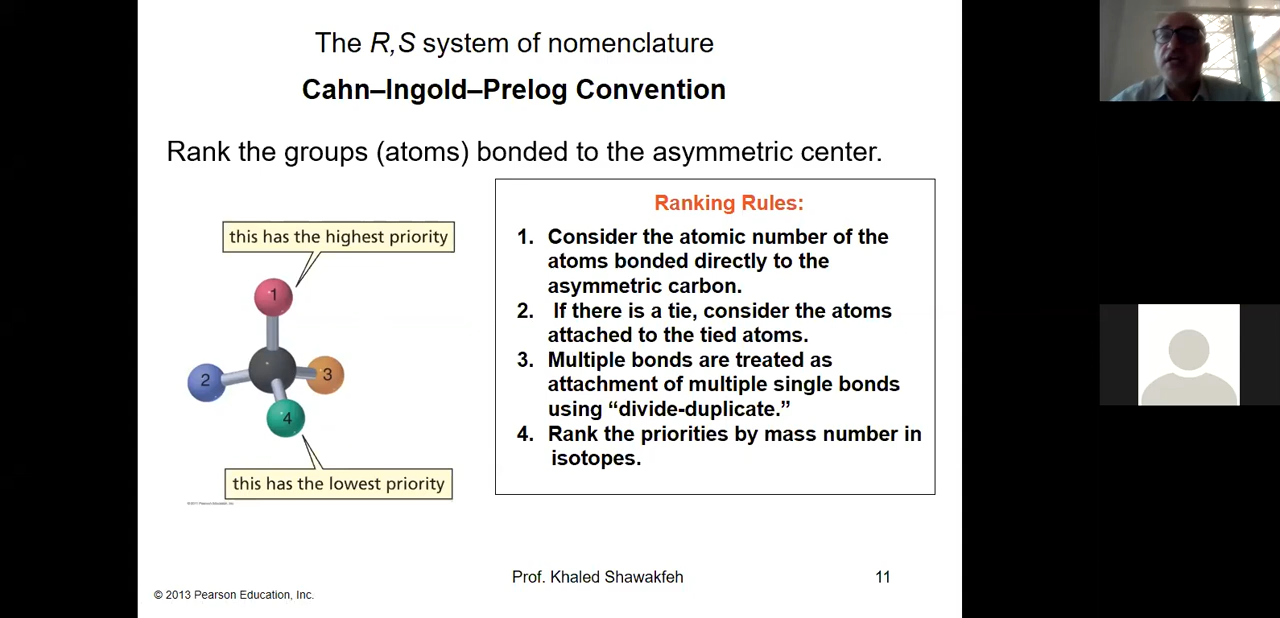 The R,S system of nomenclature
Cahn–Ingold–Prelog Convention
Rank the groups (atoms) bonded to the asymmetric center.
this has the highest priority
1
2
3
4
this has the lowest priority
©2011 Pearson Education, Inc.
Ranking Rules:
1. Consider the atomic number of the
atoms bonded directly to the
asymmetric carbon.
2. If there is a tie, consider the atoms
attached to the tied atoms.
3. Multiple bonds are treated as
attachment of multiple single bonds
using “divide-duplicate.”
4. Rank the priorities by mass number in
isotopes.
Prof. Khaled Shawakfeh
11
© 2013 Pearson Education, Inc.